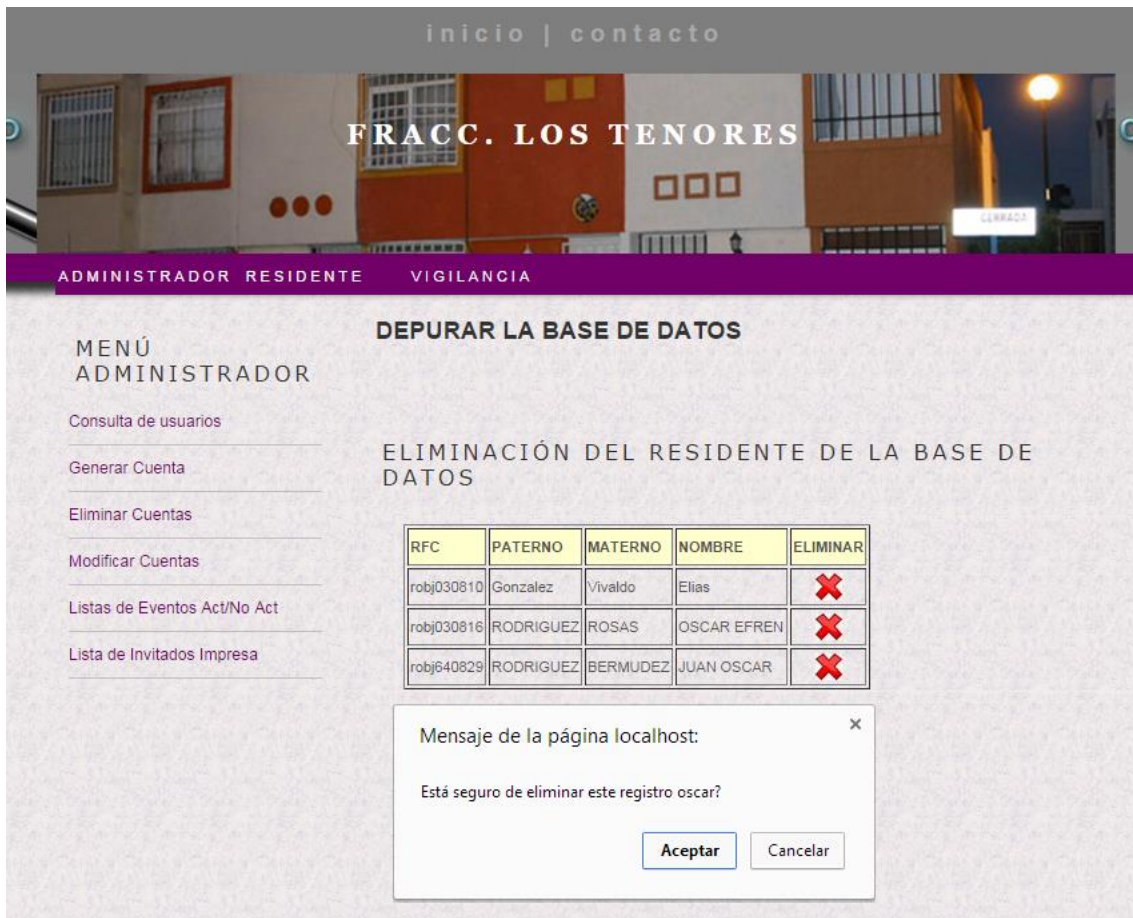 inicio | contacto
FRACC. LOS TENORES
CERRADA
ADMINISTRADOR RESIDENTE VIGILANCIA
MENÚ
ADMINISTRADOR
Consulta de usuarios
Generar Cuenta
Eliminar Cuentas
Modificar Cuentas
Listas de Eventos Act/No Act
Lista de Invitados Impresa
DEPURAR LA BASE DE DATOS
ELIMINACIÓN DEL RESIDENTE DE LA BASE DE
DATOS
RFC PATERNO MATERNO NOMBRE ELIMINAR
robj030810 Gonzalez Vivaldo Elias
robj030816 RODRIGUEZ ROSAS OSCAR EFREN
robj640829 RODRIGUEZ BERMUDEZ JUAN OSCAR
Mensaje de la página localhost:
Está seguro de eliminar este registro oscar?
Aceptar Cancelar